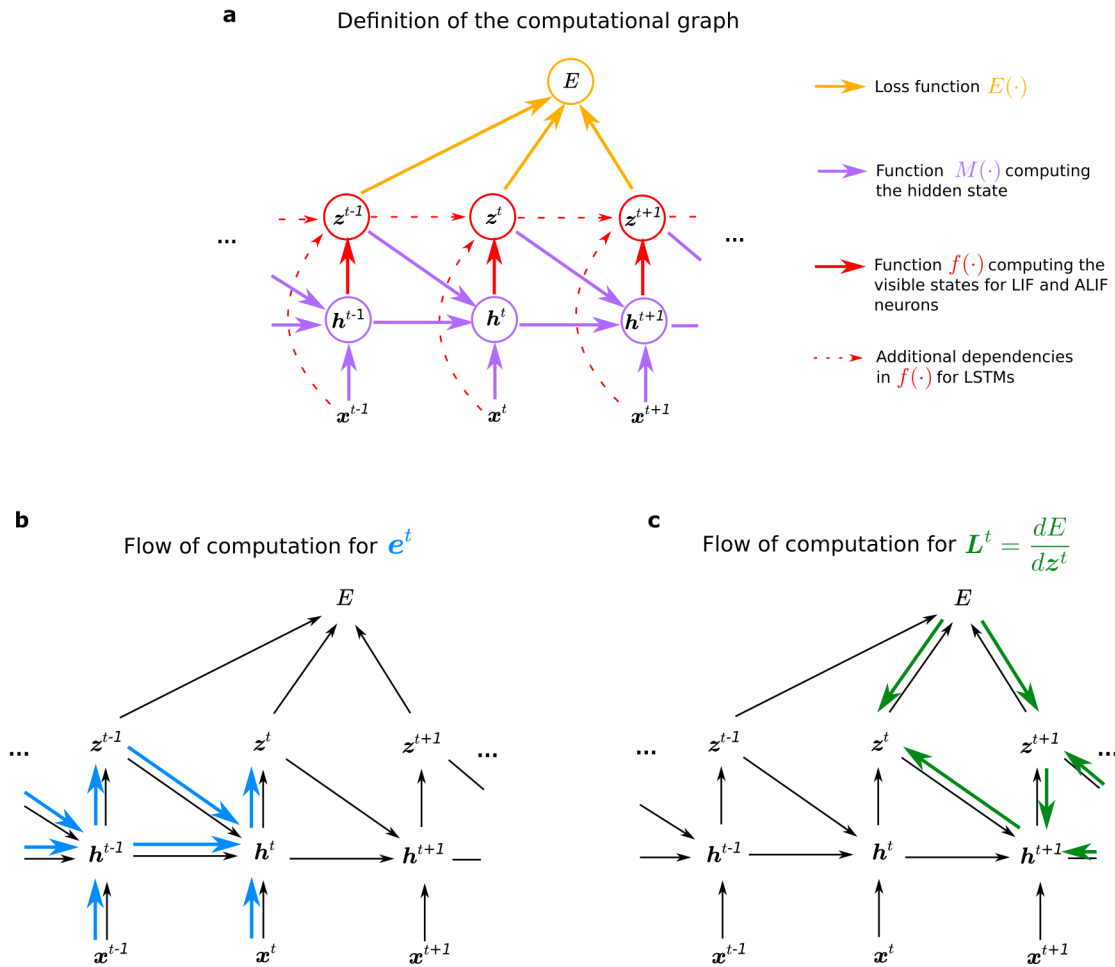 a
Definition of the computational graph
E
Loss function E(·)
Function M(·) computing
the hidden state
z^{t-1} z^t z^{t+1}
... ...
Function f(·) computing the
visible states for LIF and ALIF
neurons
h^{t-1} h^t h^{t+1}
Additional dependencies
in f(·) for LSTMs
x^{t-1} x^t x^{t+1}
b
Flow of computation for e^t
E
... z^{t-1} z^t z^{t+1} ...
h^{t-1} h^t h^{t+1}
x^{t-1} x^t x^{t+1}
c
Flow of computation for L^t = dE/dz^t
E
... z^{t-1} z^t z^{t+1} ...
h^{t-1} h^t h^{t+1}
x^{t-1} x^t x^{t+1}